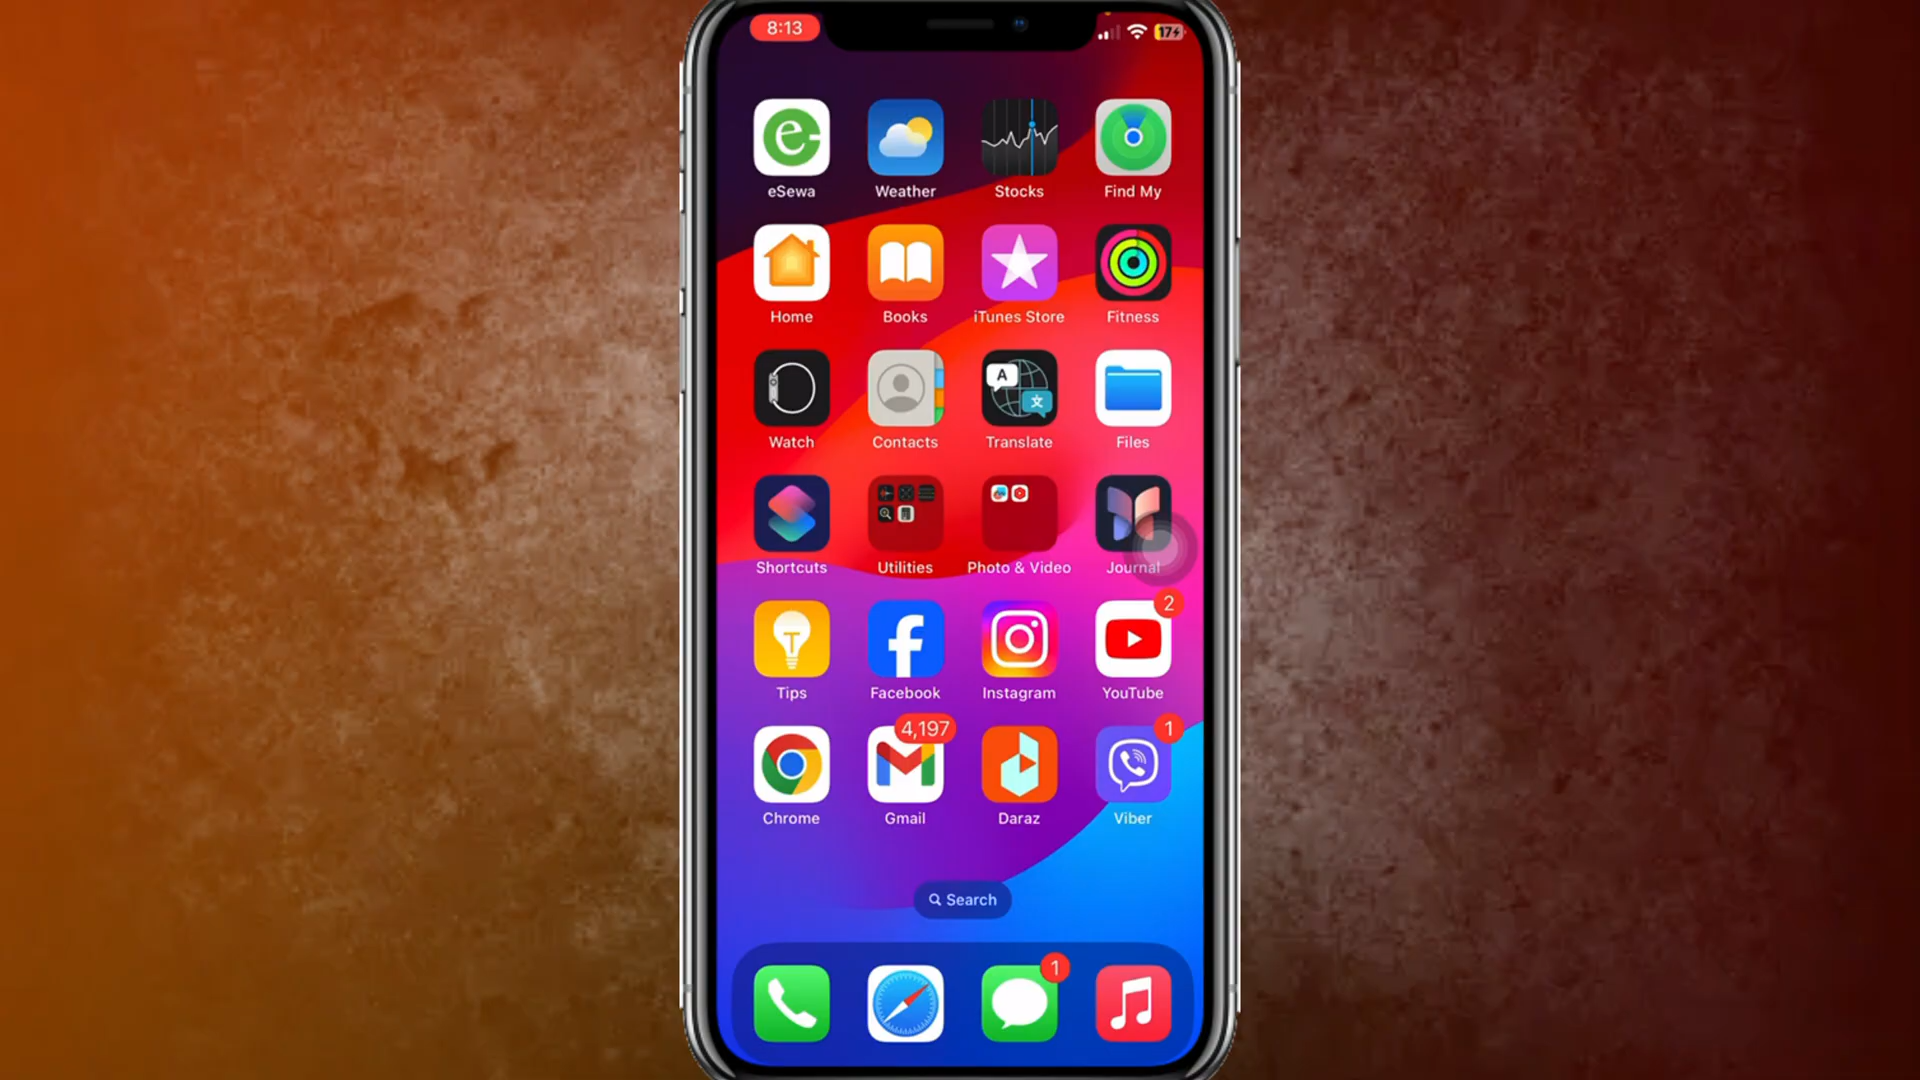 8:13
17
eSewa
Weather
Stocks
Find My
Home
Books
iTunes Store
Fitness
A
文
Watch
Contacts
Translate
Files
Shortcuts
Utilities
Photo & Video
Journal
2
T
Tips
Facebook
Instagram
YouTube
4,197
1
Chrome
Gmail
Daraz
Viber
Search
1